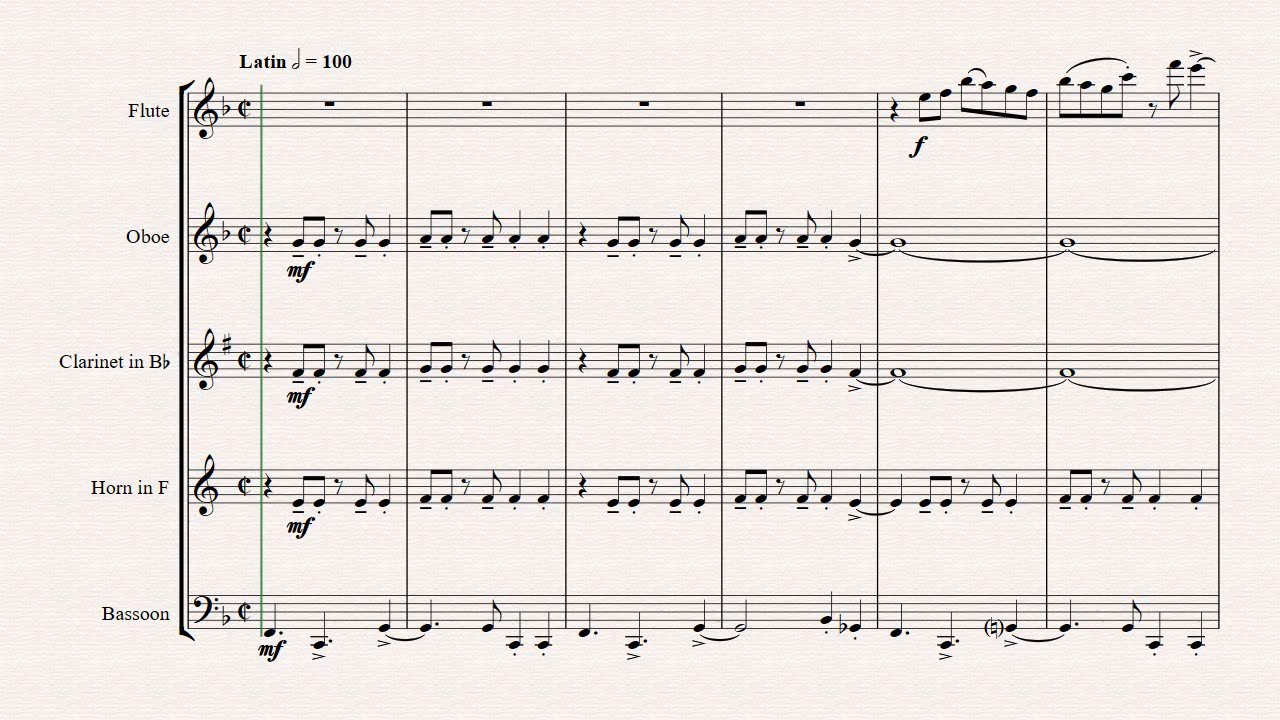 Latin 𝅗𝅥 = 100
Flute
f
Oboe
mf
Clarinet in B♭
mf
Horn in F
mf
Bassoon
mf